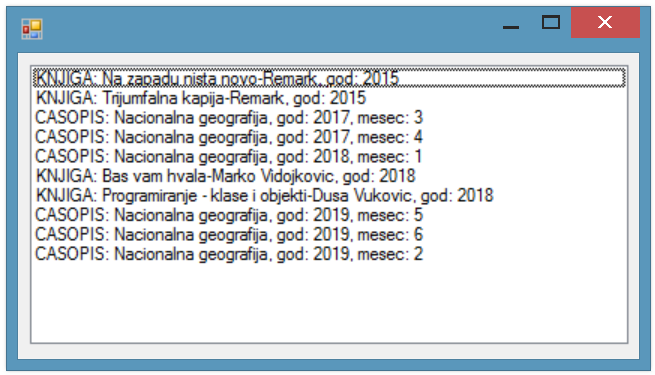 KNJIGA: Na zapadu nista novo-Remark, god: 2015
KNJIGA: Trijumfalna kapija-Remark, god: 2015
CASOPIS: Nacionalna geografija, god: 2017, mesec: 3
CASOPIS: Nacionalna geografija, god: 2017, mesec: 4
CASOPIS: Nacionalna geografija, god: 2018, mesec: 1
KNJIGA: Bas vam hvala-Marko Vidojkovic, god: 2018
KNJIGA: Programiranje - klase i objekti-Dusa Vukovic, god: 2018
CASOPIS: Nacionalna geografija, god: 2019, mesec: 5
CASOPIS: Nacionalna geografija, god: 2019, mesec: 6
CASOPIS: Nacionalna geografija, god: 2019, mesec: 2